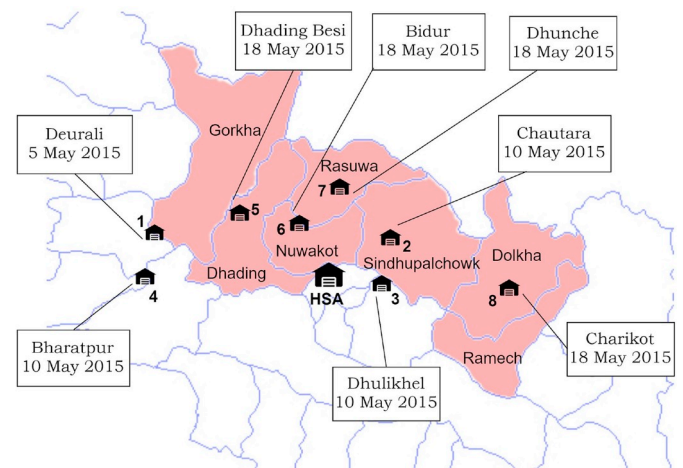 Dhading Besi
18 May 2015
Bidur
18 May 2015
Dhunche
18 May 2015
Deurali
5 May 2015
Chautara
10 May 2015
Gorkha
Rasuwa
7
5
1
6
2
Nuwakot
Sindhupalchowk
Dolkha
Dhading
4
HSA
3
8
Bharatpur
10 May 2015
Dhulikhel
10 May 2015
Ramech
Charikot
18 May 2015